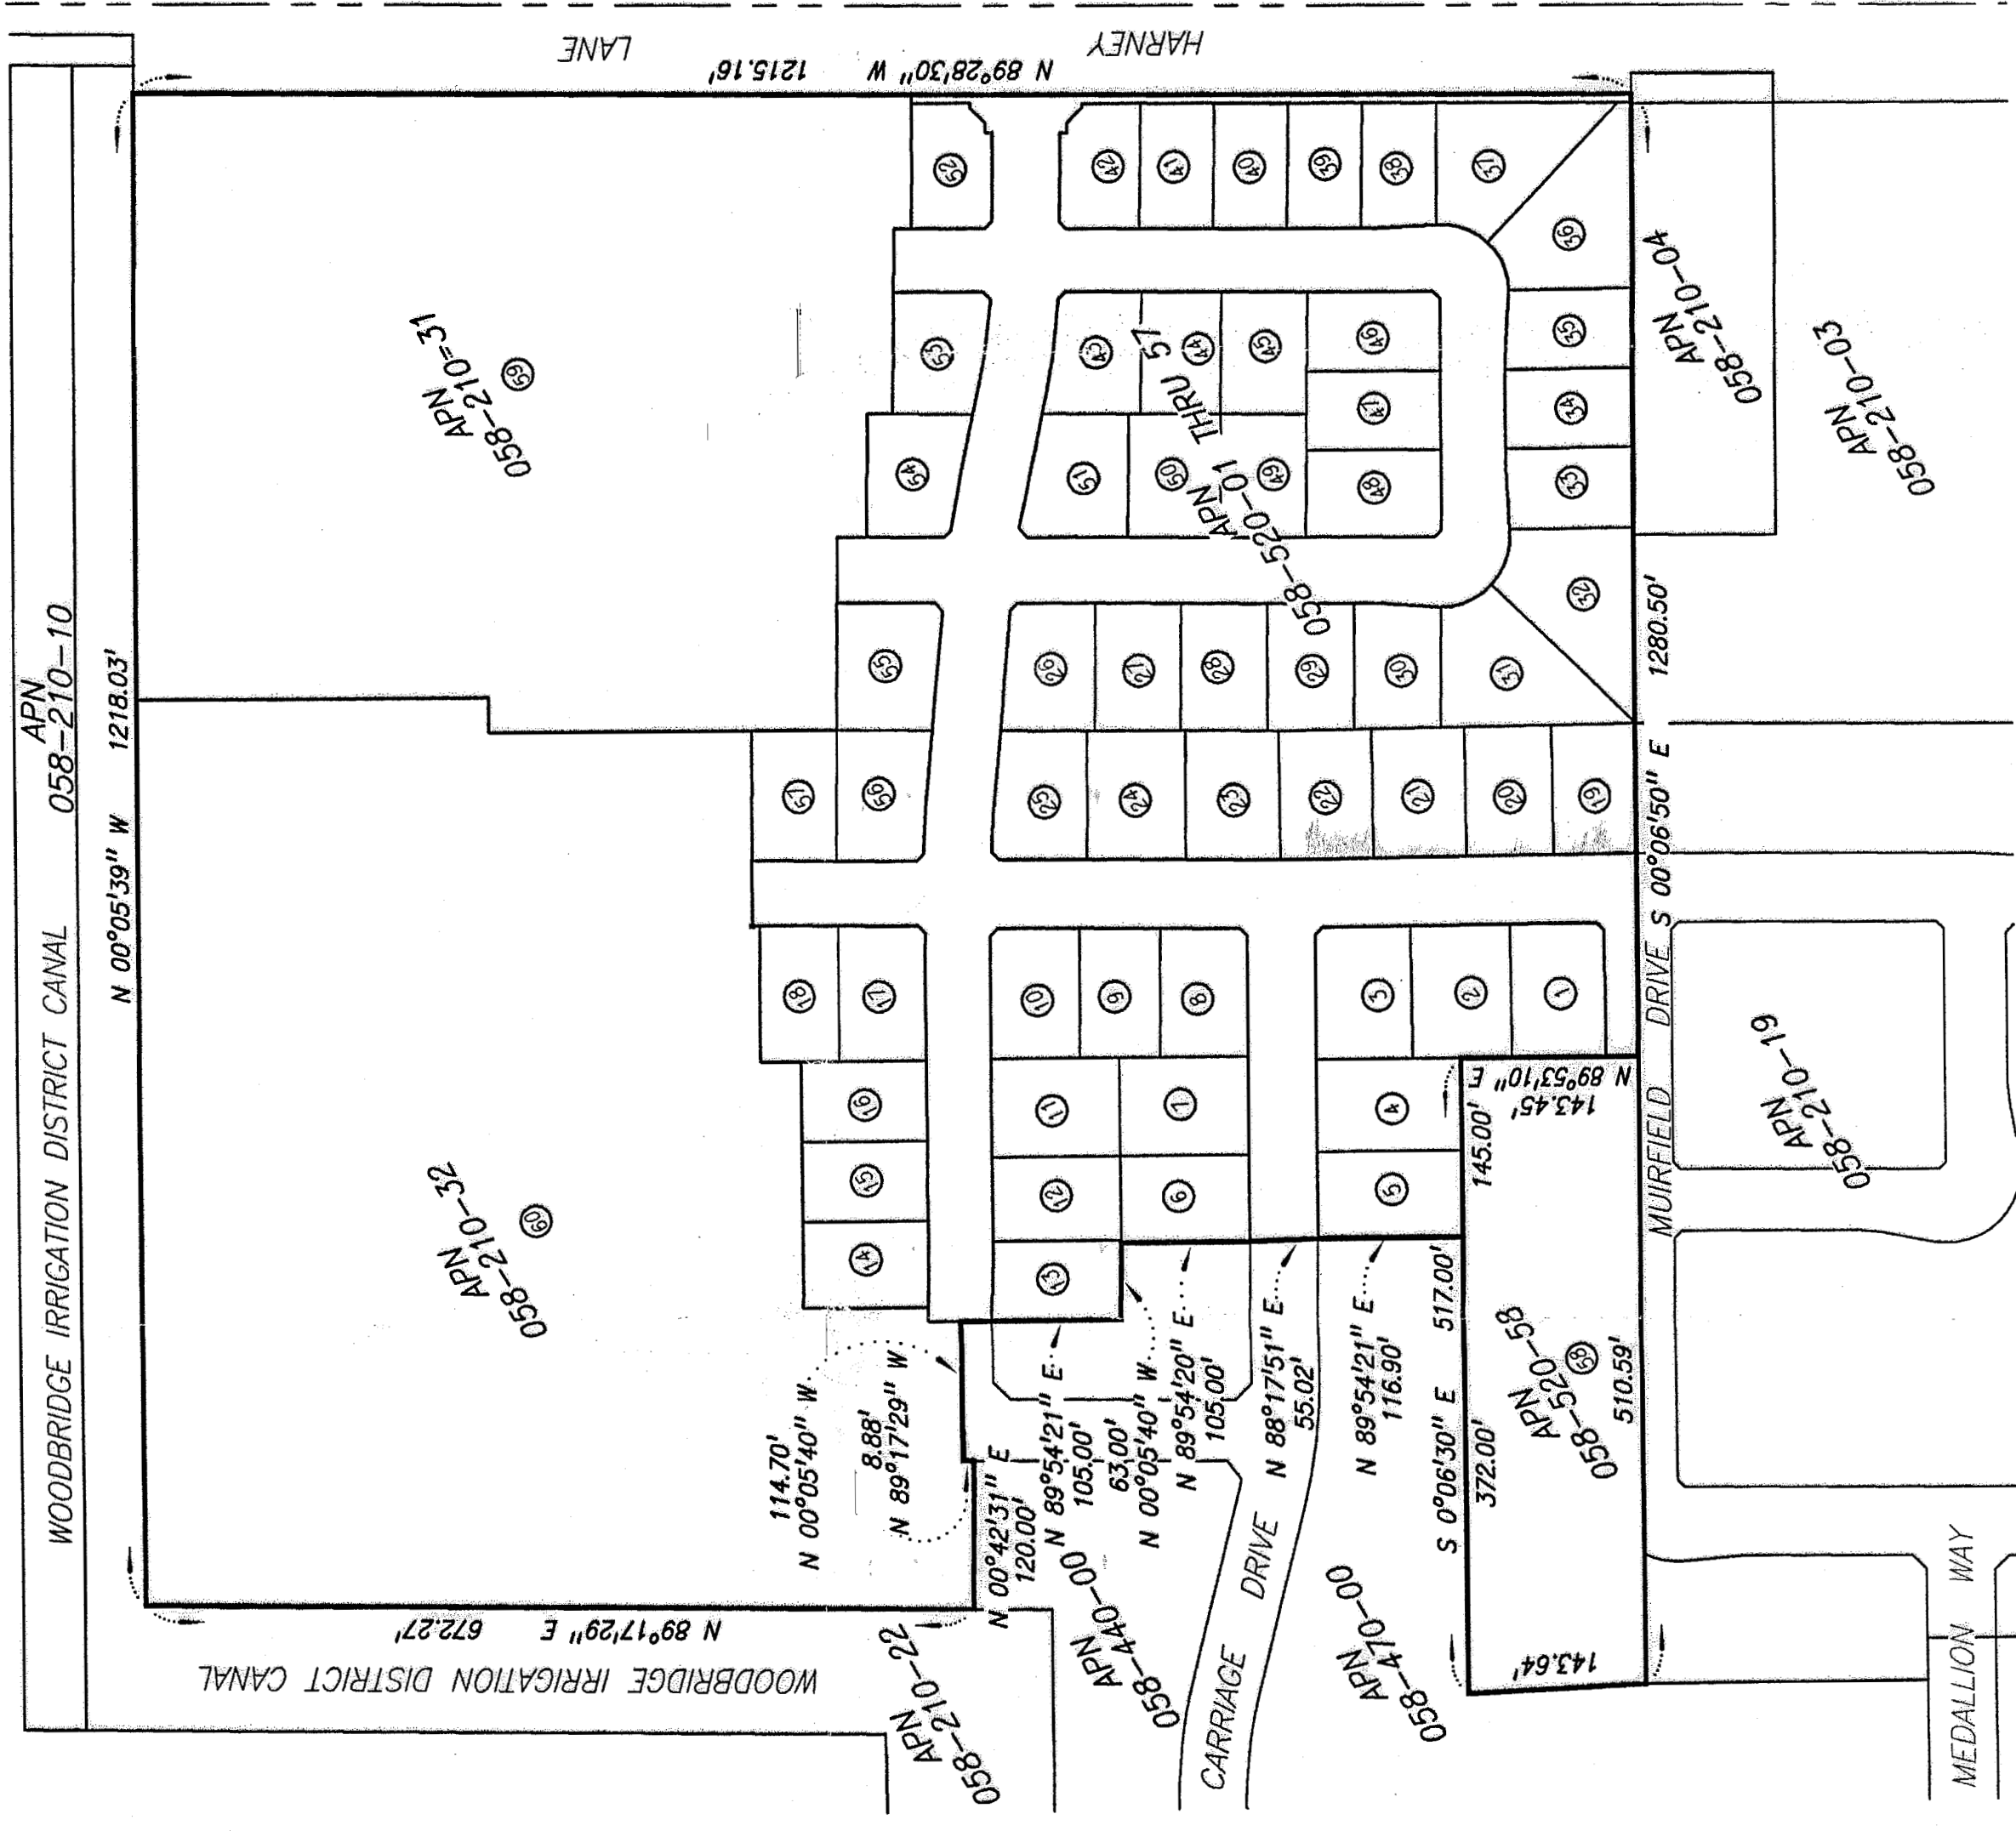 HARNEY
LANE
N 89°28'30" W 1215.16'
WOODBRIDGE IRRIGATION DISTRICT CANAL
APN
058-210-10
N 00°05'39" W 1218.03'
APN
058-210=31
59
APN
058-210-32
60
WOODBRIDGE IRRIGATION DISTRICT CANAL
N 89°17'29" E 672.27'
52
42
41
40
39
38
37
36
53
43
44
45
46
35
54
51
50
49
47
48
34
33
32
APN
058-520-01 THRU 57
55
26
27
28
29
30
31
57
56
25
24
23
22
21
20
19
18
17
10
9
8
3
2
1
16
11
7
4
15
12
6
5
14
13
N 89°53'10" E
143.45'
145.00'
114.70'
N 00°05'40" W
8.88'
N 89°17'29" W
N 00°42'31" E
120.00'
N 89°54'21" E
105.00'
63.00'
N 00°05'40" W
N 89°54'20" E
105.00'
N 88°17'51" E
55.02'
N 89°54'21" E
116.90'
S 0°06'30" E 517.00'
372.00'
APN
058-520-58
58
510.59'
143.64'
MUIRFIELD DRIVE
S 00°06'50" E 1280.50'
APN
058-210-04
APN
058-210-03
APN
058-210-19
APN
058-210-22
APN
058-440-00
CARRIAGE DRIVE
APN
058-470-00
MEDALLION WAY